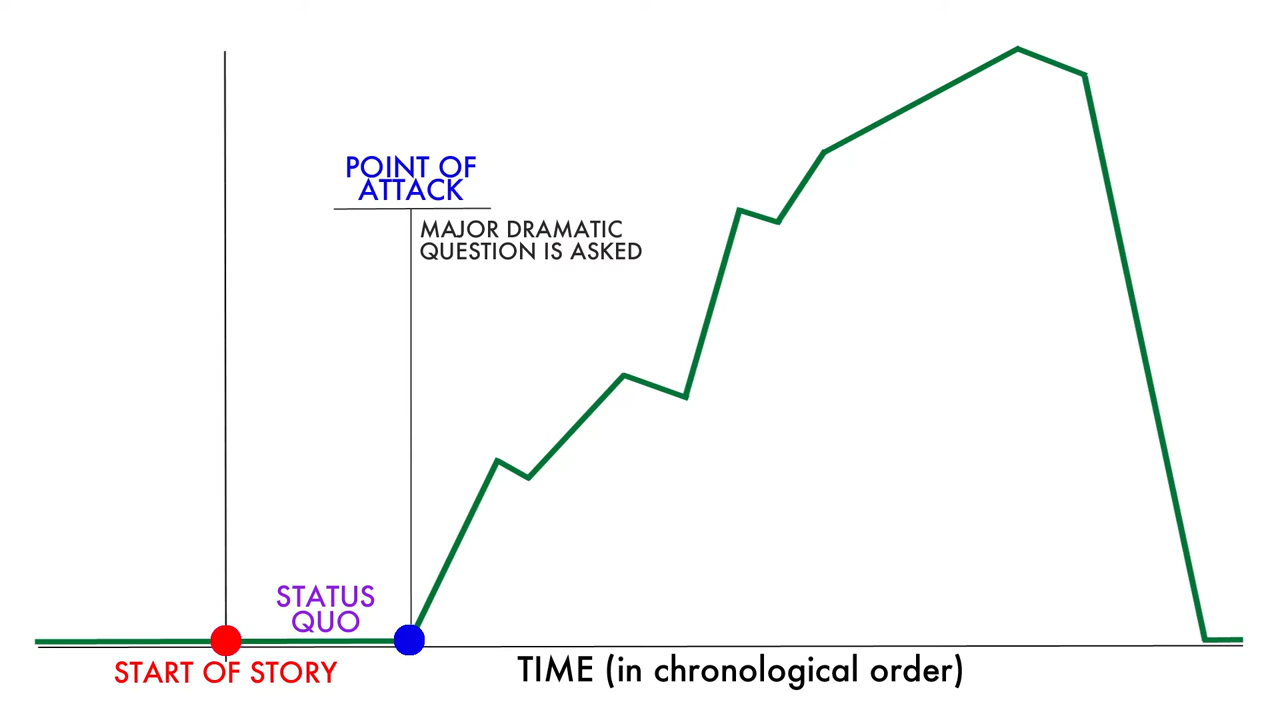 POINT OF
ATTACK
MAJOR DRAMATIC
QUESTION IS ASKED
STATUS
QUO
START OF STORY
TIME (in chronological order)